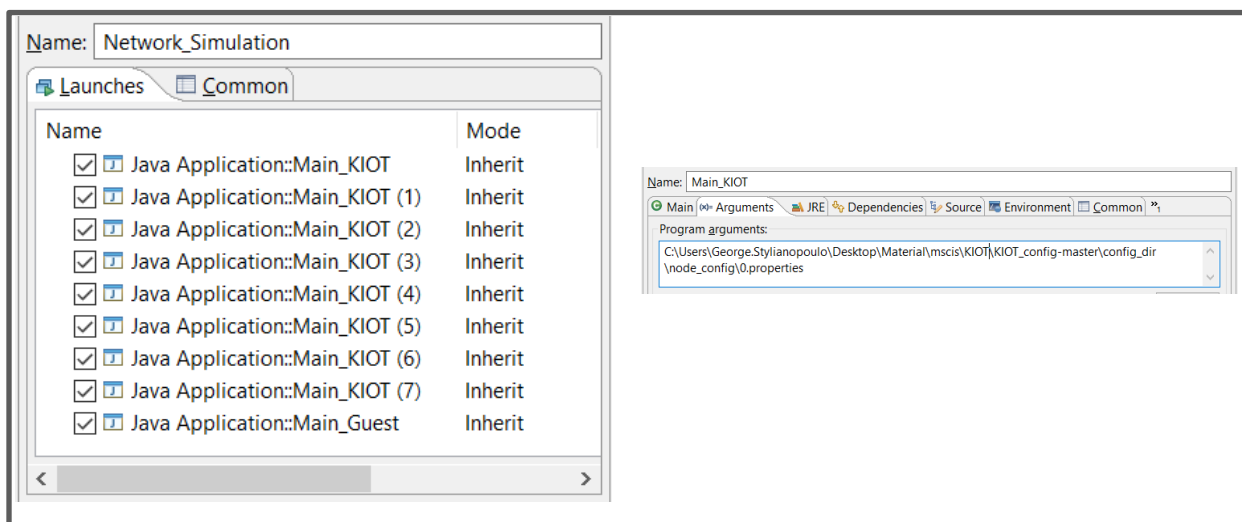 Name: Network_Simulation
Launches Common
Name Mode
Java Application::Main_KIOT Inherit
Java Application::Main_KIOT (1) Inherit
Java Application::Main_KIOT (2) Inherit
Java Application::Main_KIOT (3) Inherit
Java Application::Main_KIOT (4) Inherit
Java Application::Main_KIOT (5) Inherit
Java Application::Main_KIOT (6) Inherit
Java Application::Main_KIOT (7) Inherit
Java Application::Main_Guest Inherit
Name: Main_KIOT
Main (x)= Arguments JRE Dependencies Source Environment Common »1
Program arguments:
C:\Users\George.Stylianopoulo\Desktop\Material\mscis\KIOT\KIOT_config-master\config_dir
\node_config\0.properties